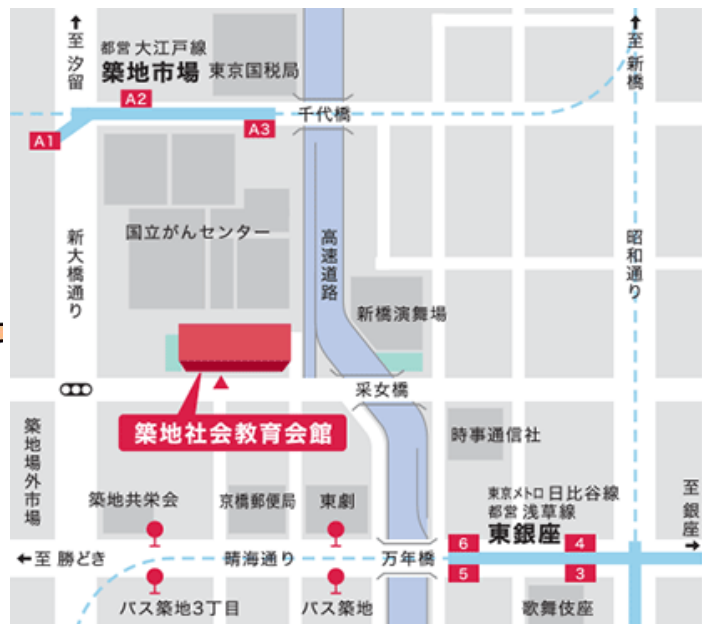 至 汐留
都営 大江戸線
築地市場
東京国税局
至 新橋
A2
A1
A3
千代橋
新大橋通り
国立がんセンター
高速道路
昭和通り
新橋演舞場
采女橋
築地社会教育会館
築地場外市場
時事通信社
築地共栄会
京橋郵便局
東劇
東京メトロ 日比谷線
都営 浅草線
東銀座
至 銀座
6
4
至 勝どき
晴海通り
万年橋
5
3
バス築地3丁目
バス築地
歌舞伎座